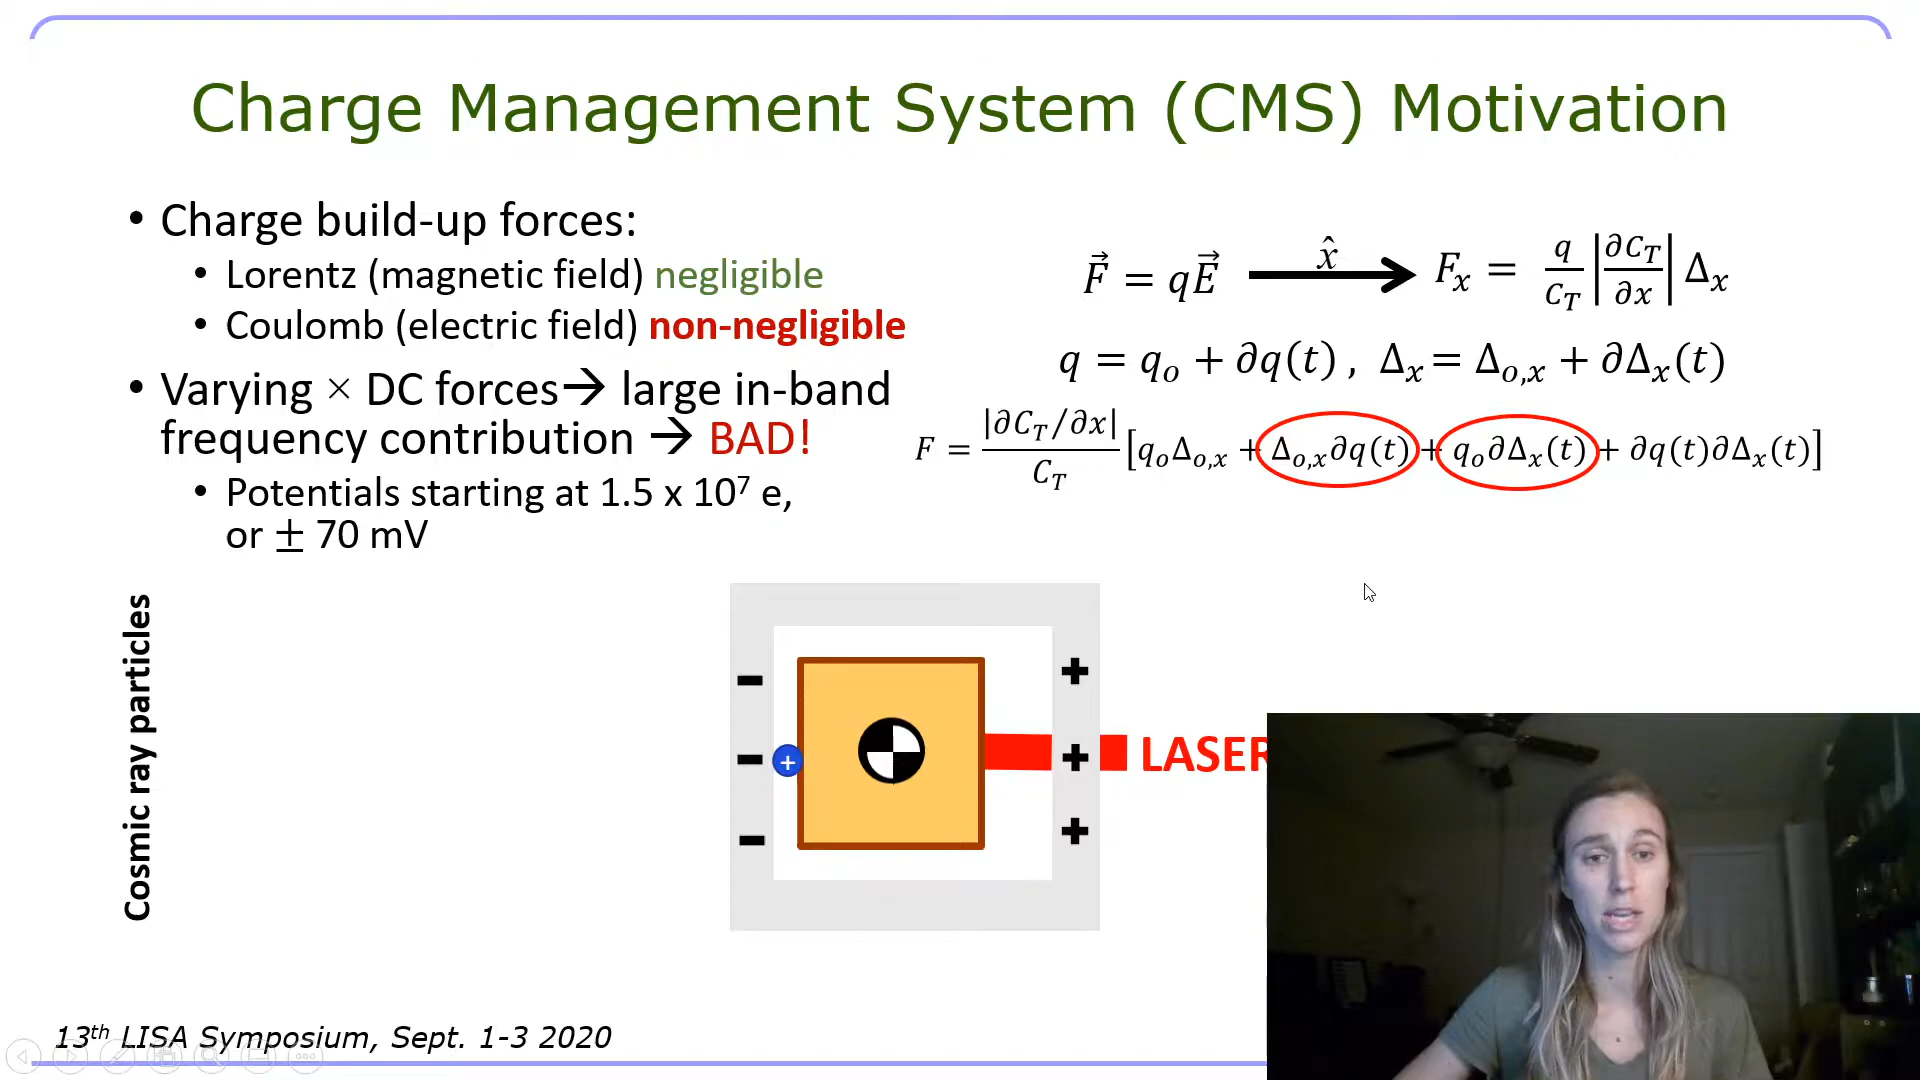 Charge Management System (CMS) Motivation
• Charge build-up forces:
• Lorentz (magnetic field) negligible
• Coulomb (electric field) non-negligible
• Varying × DC forces→ large in-band
frequency contribution → BAD!
• Potentials starting at 1.5 x 10⁷ e,
or ± 70 mV
F⃗ = qE⃗ x̂ → Fₓ = q/C_T |∂C_T/∂x| Δₓ
q = qₒ + ∂q(t) , Δₓ = Δₒ,ₓ + ∂Δₓ(t)
F = |∂C_T/∂x|/C_T [qₒΔₒ,ₓ + Δₒ,ₓ∂q(t) + qₒ∂Δₓ(t) + ∂q(t)∂Δₓ(t)]
Cosmic ray particles
- +
- + + LASER
- +
13th LISA Symposium, Sept. 1-3 2020